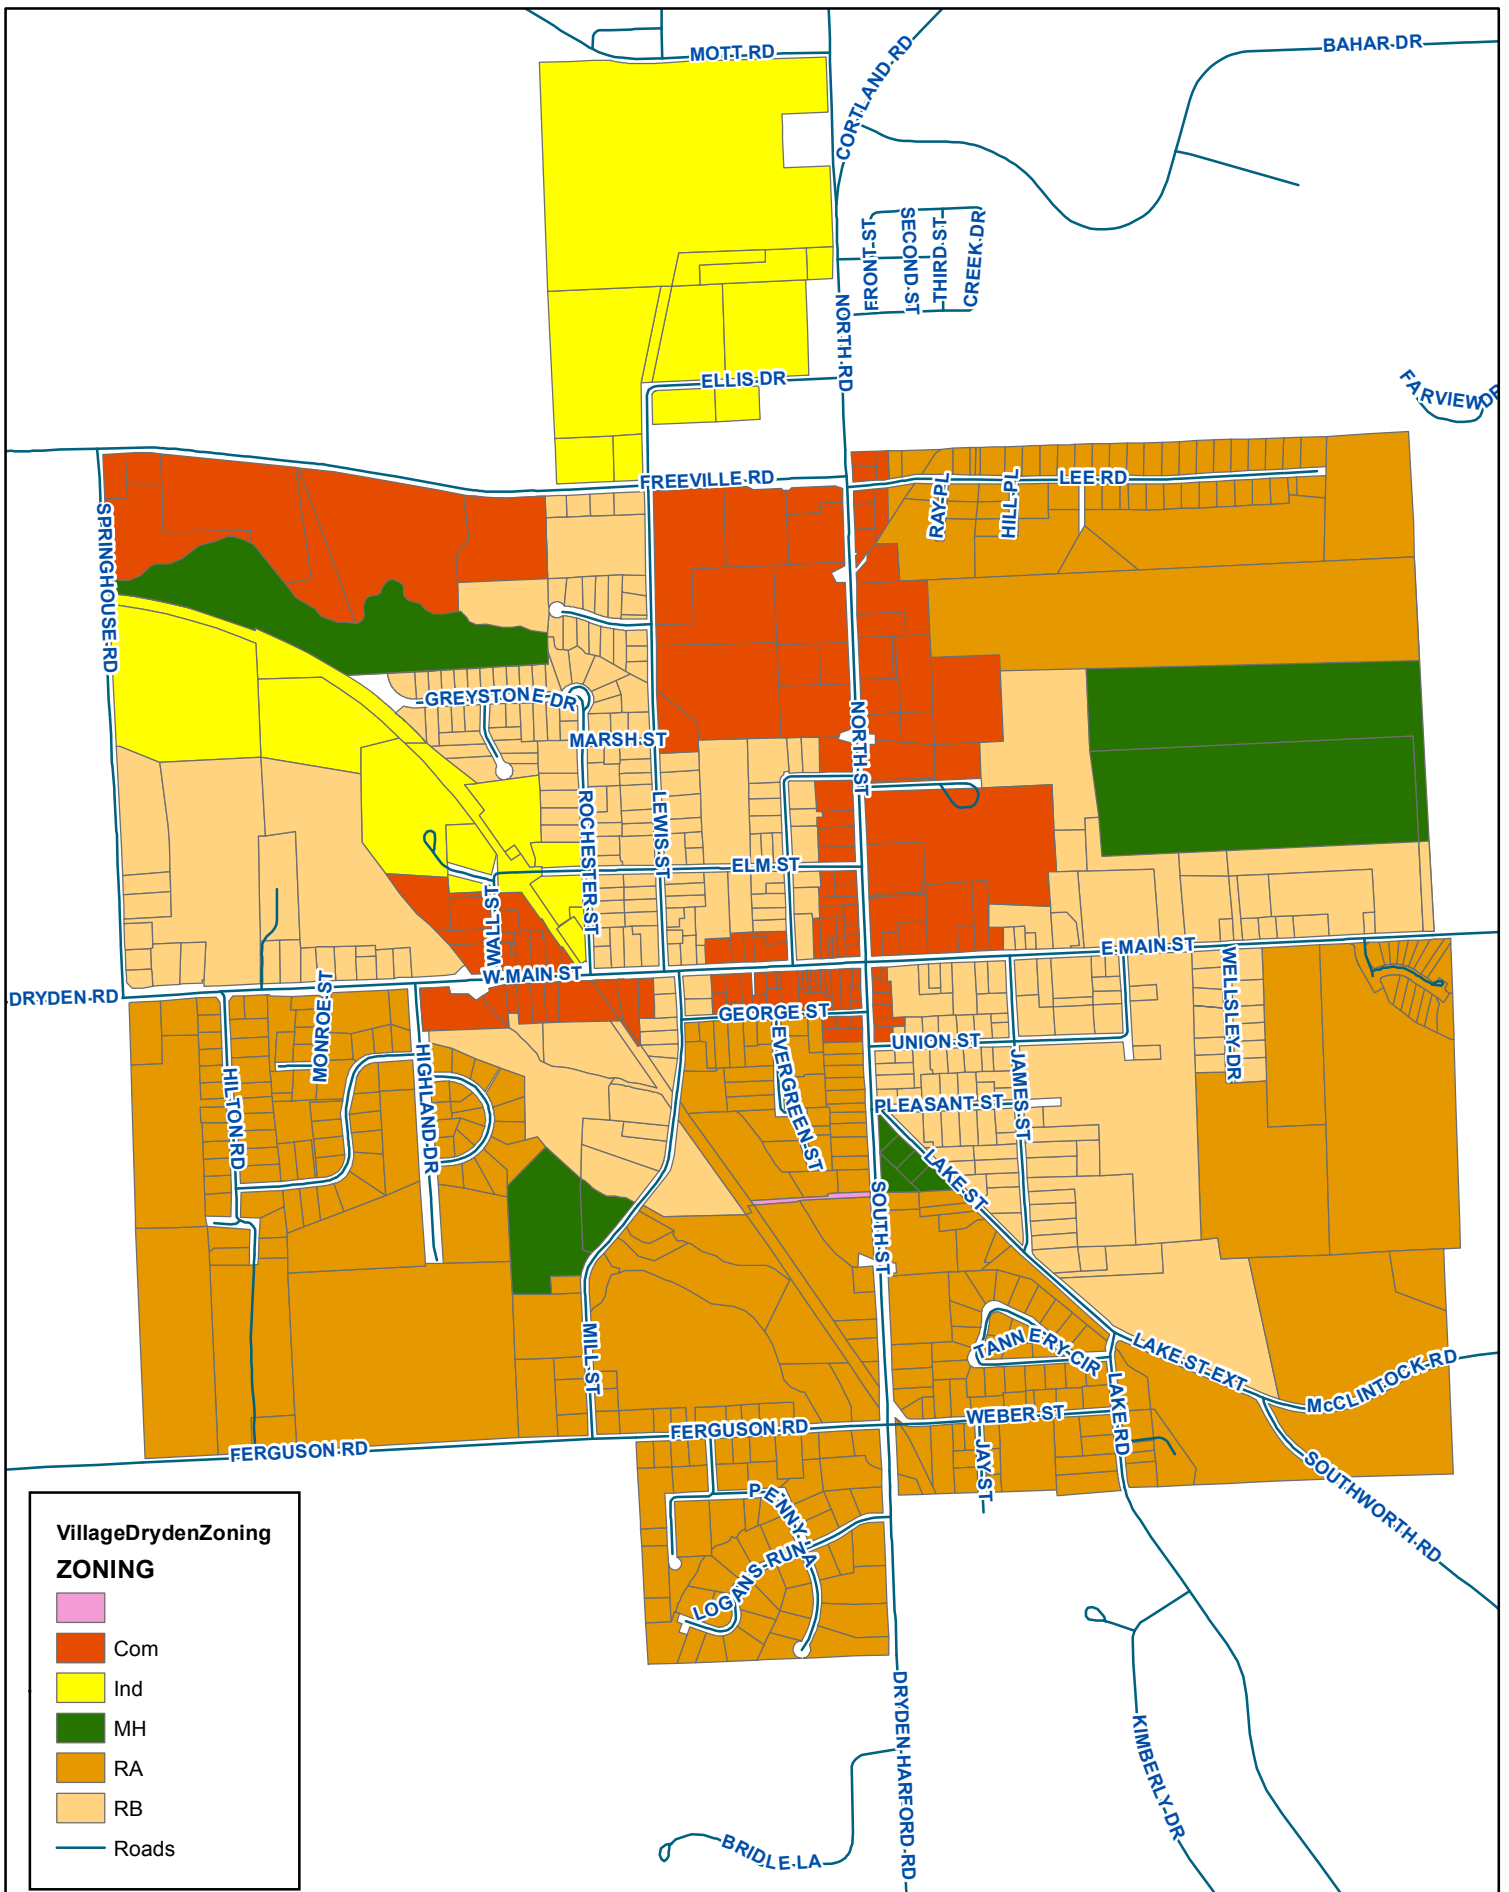 MOTT RD
BAHAR DR
CORTLAND RD
FRONT ST
SECOND ST
THIRD ST
CREEK DR
NORTH RD
ELLIS DR
FARVIEW DR
FREEVILLE RD
LEE RD
RAY PL
HILL PL
SPRINGHOUSE RD
GREYSTONE DR
MARSH ST
NORTH ST
ROCHESTER ST
LEWIS ST
ELM ST
WALL ST
W MAIN ST
E MAIN ST
DRYDEN RD
MONROE ST
GEORGE ST
WELLSLEY DR
UNION ST
EVERGREEN ST
HILTON RD
HIGHLAND DR
JAMES ST
PLEASANT ST
LAKE ST
SOUTH ST
MILL ST
TANNERY CIR
LAKE ST EXT
McCLINTOCK RD
LAKE RD
WEBER ST
FERGUSON RD
FERGUSON RD
JAY ST
SOUTHWORTH RD
PENNY LA
LOGANS RUN
DRYDEN-HARFORD RD
KIMBERLY DR
BRIDLE LA
VillageDrydenZoning
ZONING
Com
Ind
MH
RA
RB
Roads